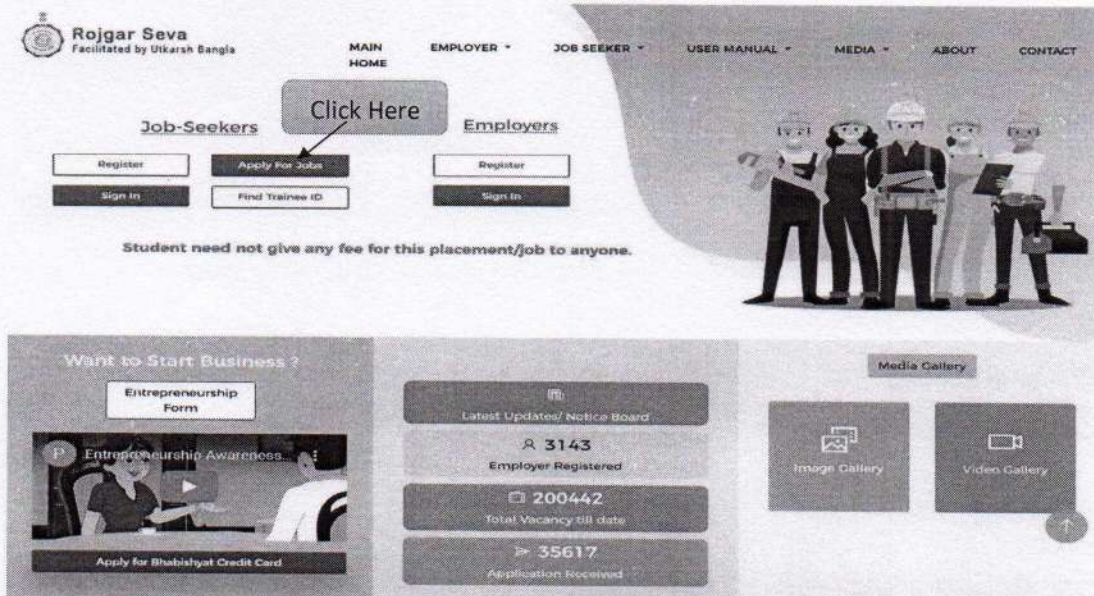 Rojgar Seva
Facilitated by Utkarsh Bangla
MAIN HOME
EMPLOYER
JOB SEEKER
USER MANUAL
MEDIA
ABOUT
CONTACT
Click Here
Job-Seekers
Employers
Register
Apply For Jobs
Register
Sign In
Find Trainee ID
Sign In
Student need not give any fee for this placement/job to anyone.
Want to Start Business ?
Entrepreneurship
Form
P
Entrepreneurship Awareness...
Apply for Bhabishyat Credit Card
Latest Updates/ Notice Board
3143
Employer Registered
200442
Total Vacancy till date
35617
Application Received
Media Gallery
Image Gallery
Video Gallery